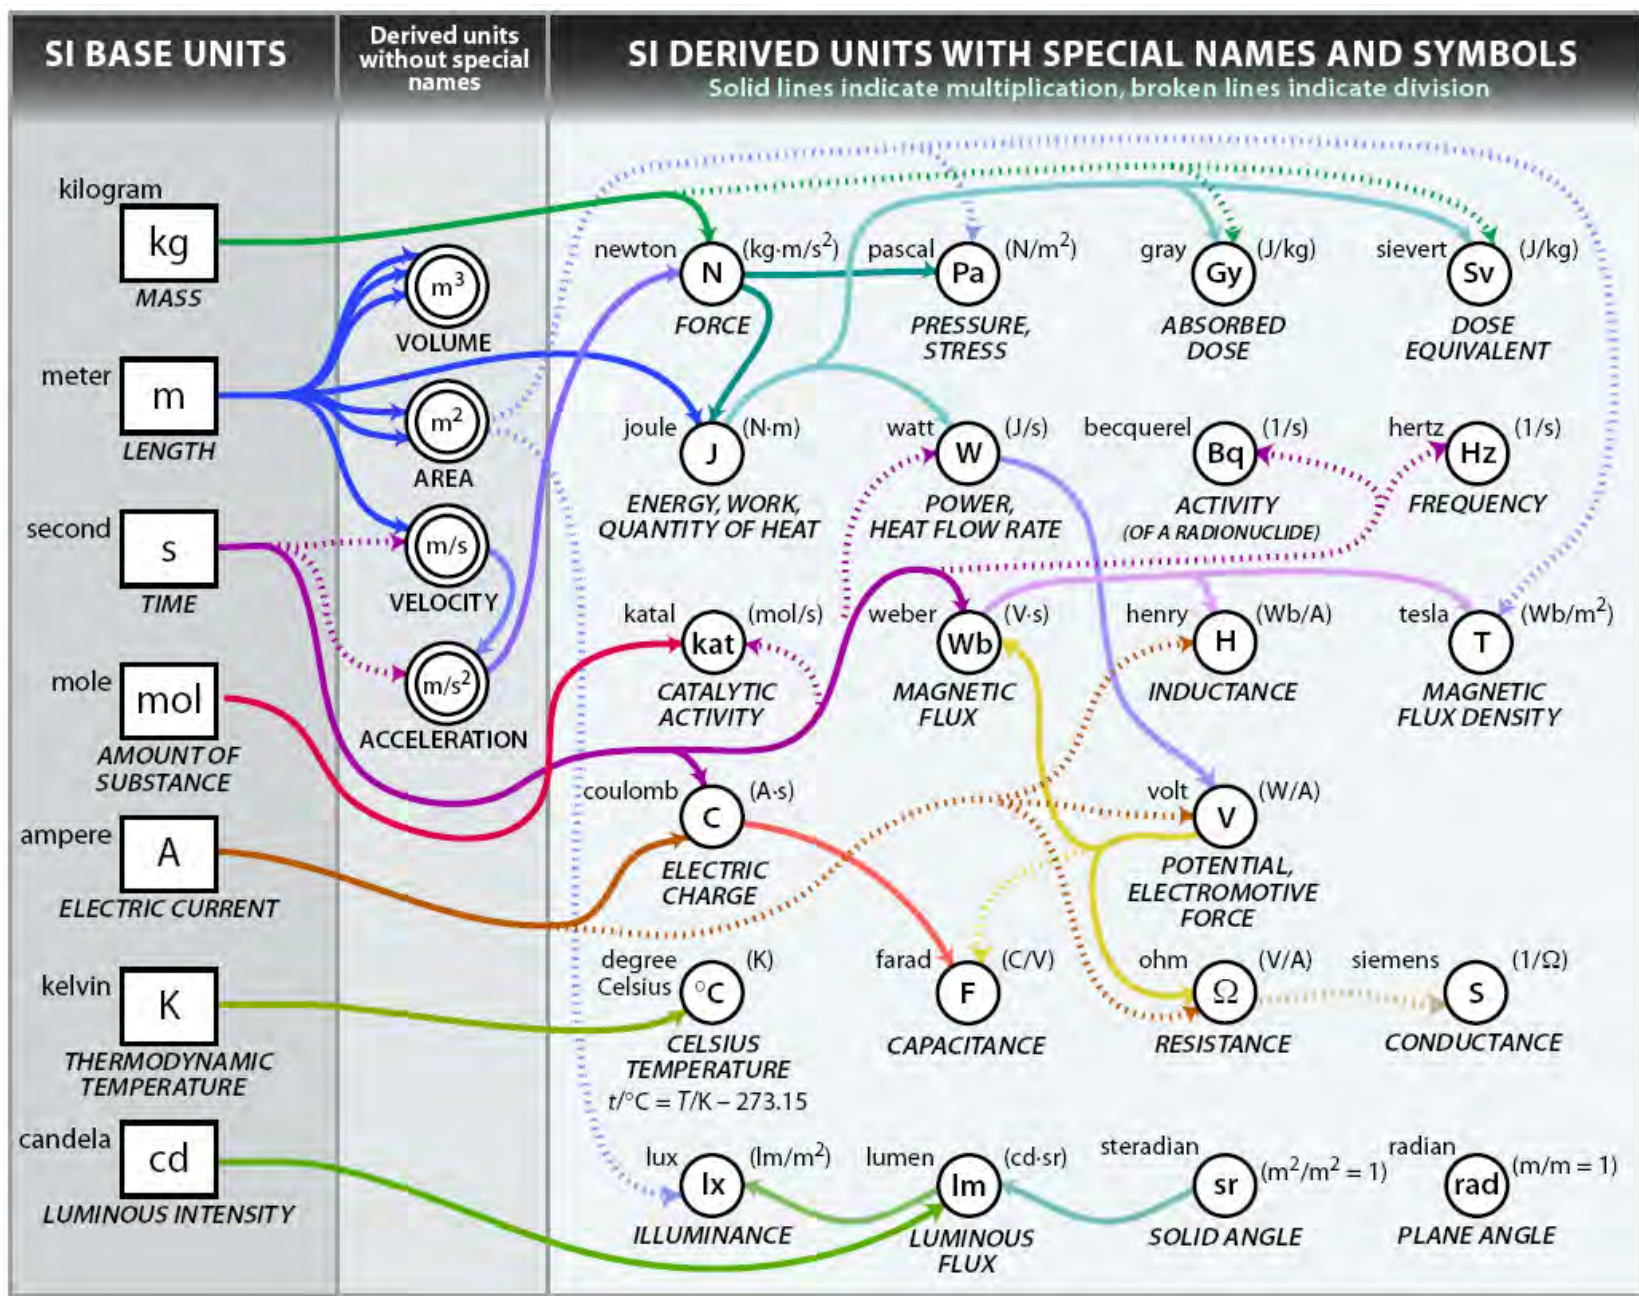 SI BASE UNITS
Derived units
without special
names
SI DERIVED UNITS WITH SPECIAL NAMES AND SYMBOLS
Solid lines indicate multiplication, broken lines indicate division
kilogram
kg
MASS
meter
m
LENGTH
second
s
TIME
mole
mol
AMOUNT OF
SUBSTANCE
ampere
A
ELECTRIC CURRENT
kelvin
K
THERMODYNAMIC
TEMPERATURE
candela
cd
LUMINOUS INTENSITY
m³
VOLUME
m²
AREA
m/s
VELOCITY
m/s²
ACCELERATION
newton
N
(kg·m/s²)
FORCE
pascal
Pa
(N/m²)
PRESSURE,
STRESS
gray
Gy
(J/kg)
ABSORBED
DOSE
sievert
Sv
(J/kg)
DOSE
EQUIVALENT
joule
J
(N·m)
ENERGY, WORK,
QUANTITY OF HEAT
watt
W
(J/s)
POWER,
HEAT FLOW RATE
becquerel
Bq
(1/s)
ACTIVITY
(OF A RADIONUCLIDE)
hertz
Hz
(1/s)
FREQUENCY
katal
kat
(mol/s)
CATALYTIC
ACTIVITY
weber
Wb
(V·s)
MAGNETIC
FLUX
henry
H
(Wb/A)
INDUCTANCE
tesla
T
(Wb/m²)
MAGNETIC
FLUX DENSITY
coulomb
C
(A·s)
ELECTRIC
CHARGE
volt
V
(W/A)
POTENTIAL,
ELECTROMOTIVE
FORCE
degree
Celsius
°C
(K)
CELSIUS
TEMPERATURE
t/°C = T/K – 273.15
farad
F
(C/V)
CAPACITANCE
ohm
Ω
(V/A)
RESISTANCE
siemens
S
(1/Ω)
CONDUCTANCE
lux
lx
(lm/m²)
ILLUMINANCE
lumen
lm
(cd·sr)
LUMINOUS
FLUX
steradian
sr
(m²/m² = 1)
SOLID ANGLE
radian
rad
(m/m = 1)
PLANE ANGLE